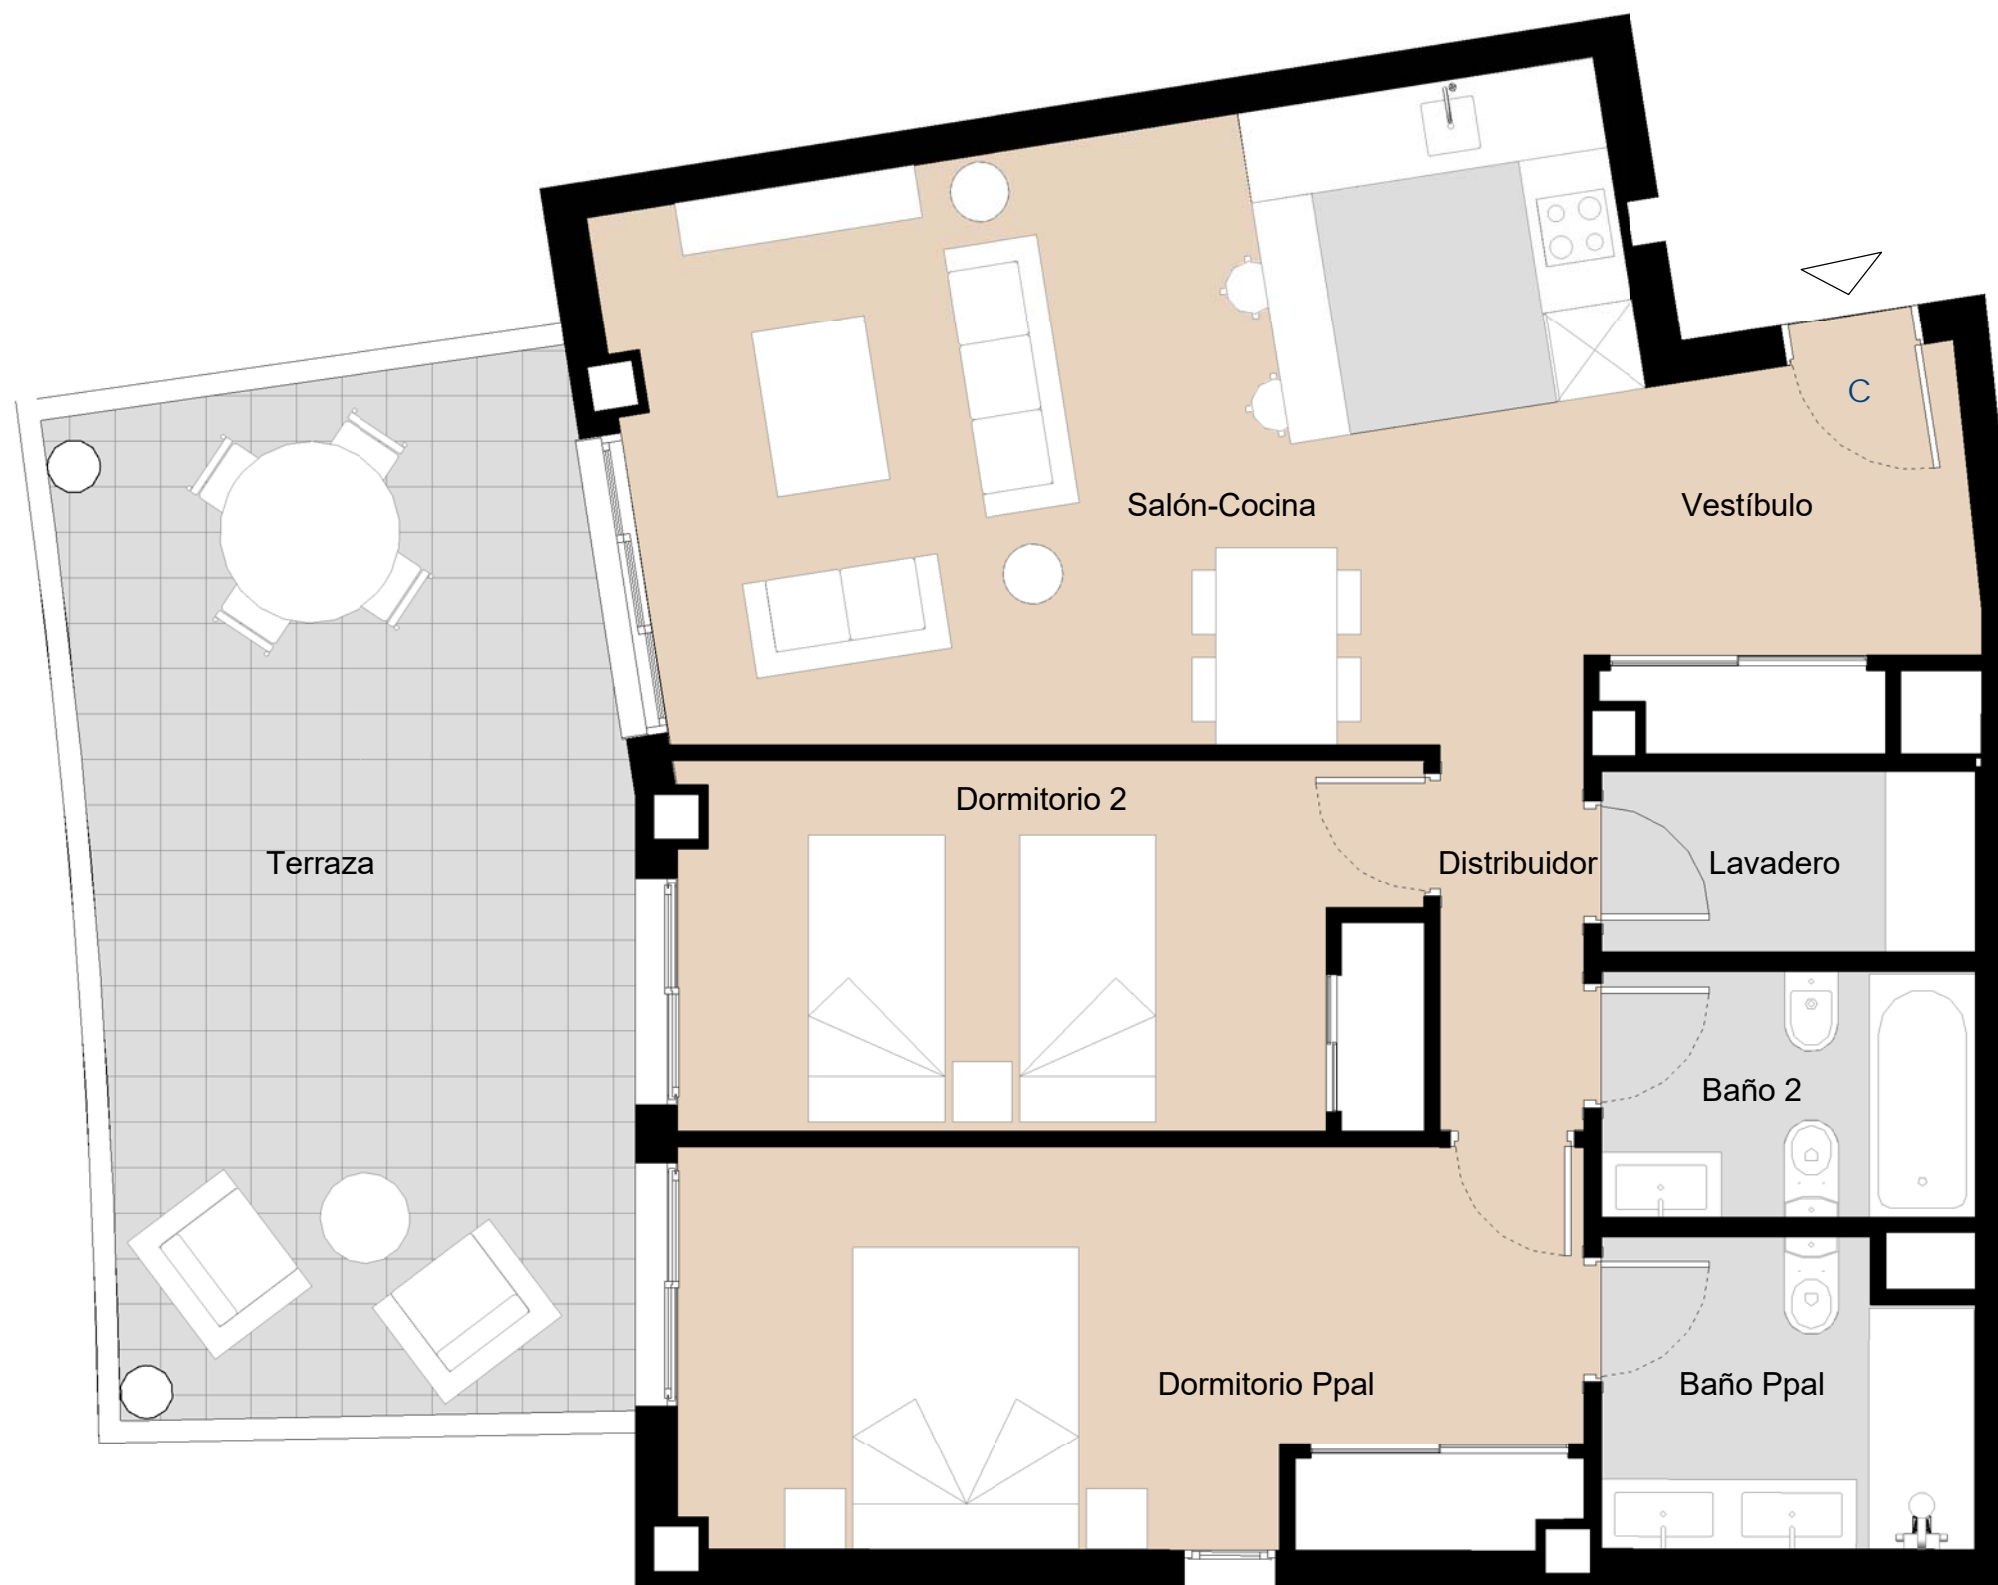 C
Salón-Cocina
Vestíbulo
Dormitorio 2
Terraza
Distribuidor
Lavadero
Baño 2
Dormitorio Ppal
Baño Ppal